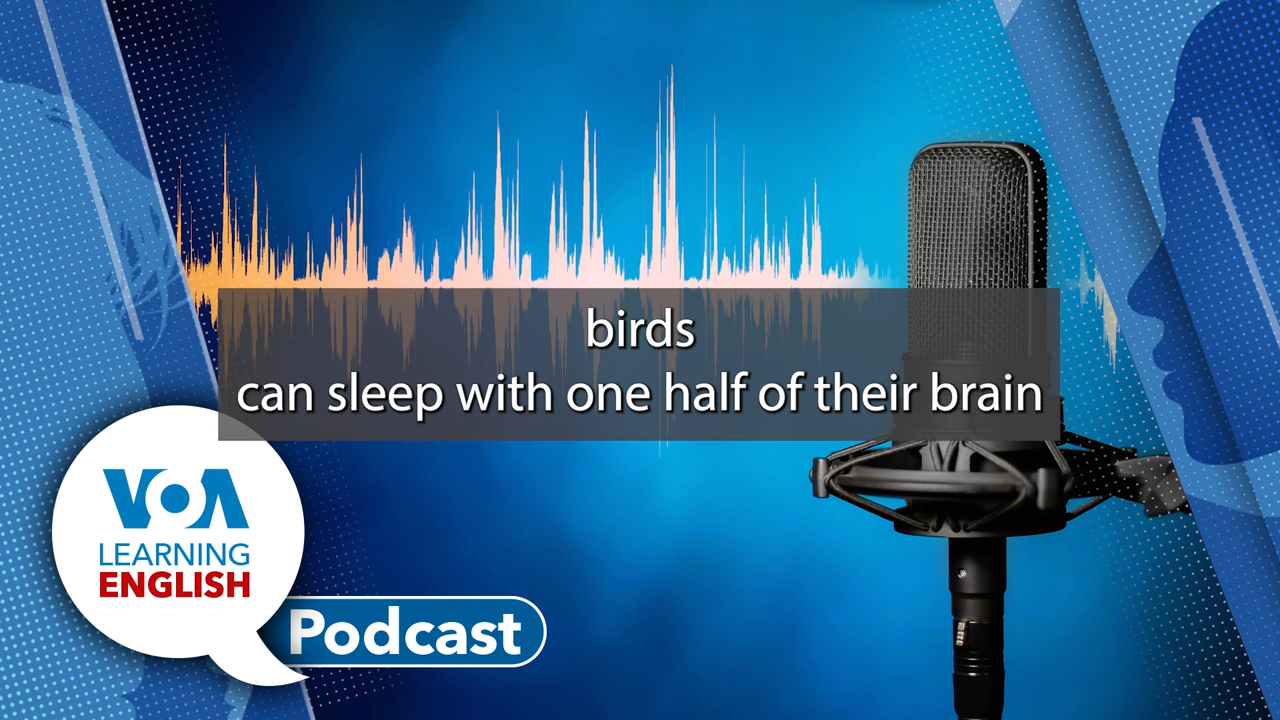 birds
can sleep with one half of their brain
VOA
LEARNING
ENGLISH
Podcast